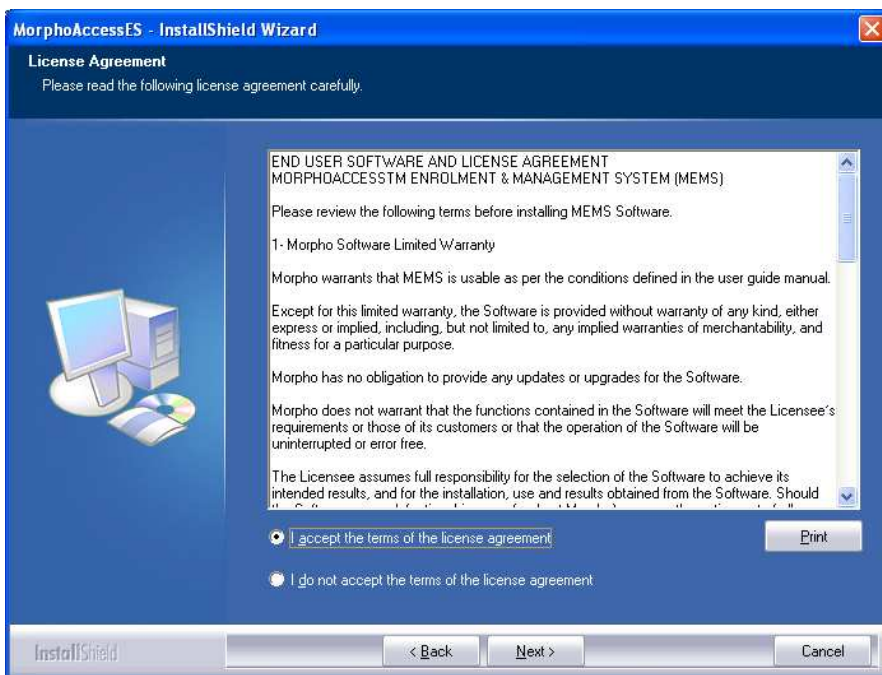 MorphoAccessES - InstallShield Wizard
License Agreement
Please read the following license agreement carefully.
END USER SOFTWARE AND LICENSE AGREEMENT
MORPHOACCESSTM ENROLMENT & MANAGEMENT SYSTEM (MEMS)
Please review the following terms before installing MEMS Software.
1- Morpho Software Limited Warranty
Morpho warrants that MEMS is usable as per the conditions defined in the user guide manual.
Except for this limited warranty, the Software is provided without warranty of any kind, either
express or implied, including, but not limited to, any implied warranties of merchantability, and
fitness for a particular purpose.
Morpho has no obligation to provide any updates or upgrades for the Software.
Morpho does not warrant that the functions contained in the Software will meet the Licensee's
requirements or those of its customers or that the operation of the Software will be
uninterrupted or error free.
The Licensee assumes full responsibility for the selection of the Software to achieve its
intended results, and for the installation, use and results obtained from the Software. Should
I accept the terms of the license agreement
Print
I do not accept the terms of the license agreement
InstallShield
< Back
Next >
Cancel